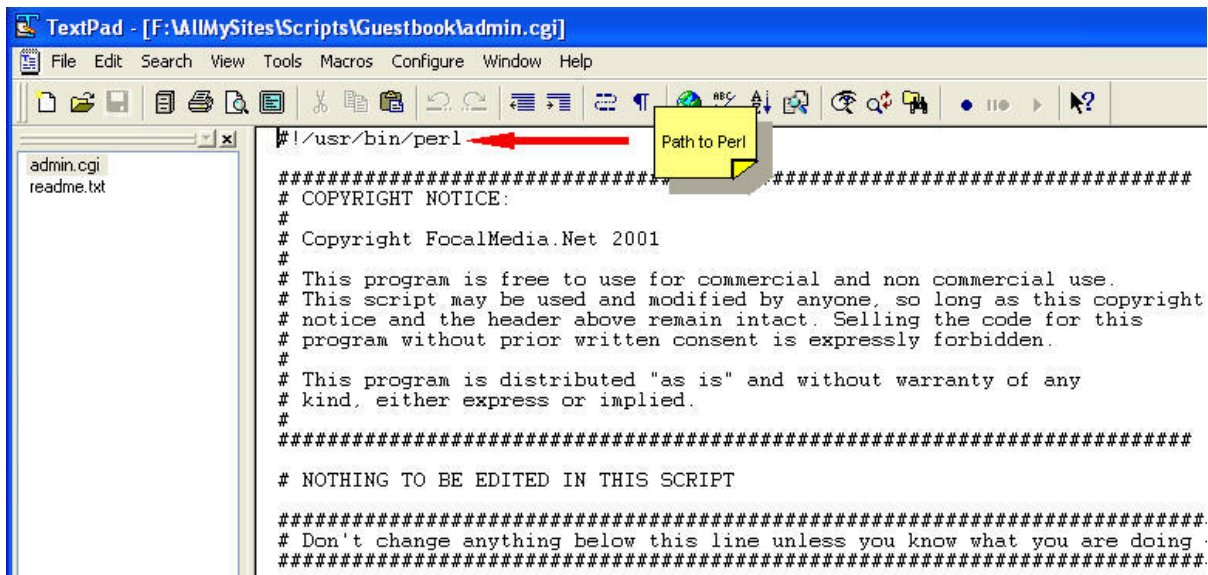 TextPad - [F:\AllMySites\Scripts\Guestbook\admin.cgi]
File Edit Search View Tools Macros Configure Window Help
ABC
admin.cgi
readme.txt
#!/usr/bin/perl
Path to Perl
##########################################################################
# COPYRIGHT NOTICE:
#
# Copyright FocalMedia.Net 2001
#
# This program is free to use for commercial and non commercial use.
# This script may be used and modified by anyone, so long as this copyright
# notice and the header above remain intact. Selling the code for this
# program without prior written consent is expressly forbidden.
#
# This program is distributed "as is" and without warranty of any
# kind, either express or implied.
#
##########################################################################
# NOTHING TO BE EDITED IN THIS SCRIPT
###########################################################################
# Don't change anything below this line unless you know what you are doing
###########################################################################